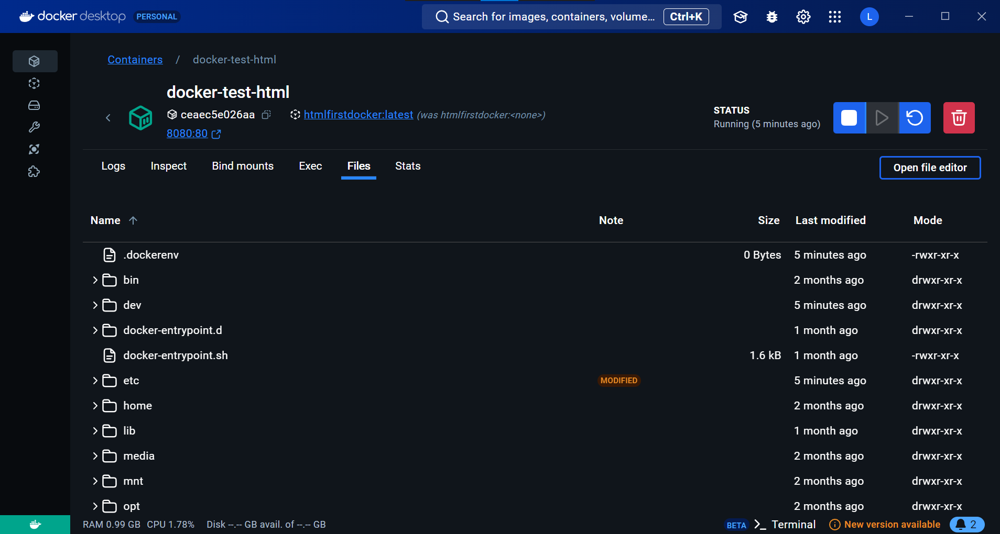 docker desktop PERSONAL
Search for images, containers, volume... Ctrl+K
L
Containers / docker-test-html
docker-test-html
ceaec5e026aa htmlfirstdocker:latest (was htmlfirstdocker:<none>)
8080:80
STATUS
Running (5 minutes ago)
Logs Inspect Bind mounts Exec Files Stats Open file editor
Name Note Size Last modified Mode
.dockerenv 0 Bytes 5 minutes ago -rwxr-xr-x
bin 2 months ago drwxr-xr-x
dev 5 minutes ago drwxr-xr-x
docker-entrypoint.d 1 month ago drwxr-xr-x
docker-entrypoint.sh 1.6 kB 1 month ago -rwxr-xr-x
etc MODIFIED 5 minutes ago drwxr-xr-x
home 2 months ago drwxr-xr-x
lib 1 month ago drwxr-xr-x
media 2 months ago drwxr-xr-x
mnt 2 months ago drwxr-xr-x
opt 2 months ago drwxr-xr-x
RAM 0.99 GB CPU 1.78% Disk --.-- GB avail. of --.-- GB BETA >_ Terminal New version available 2